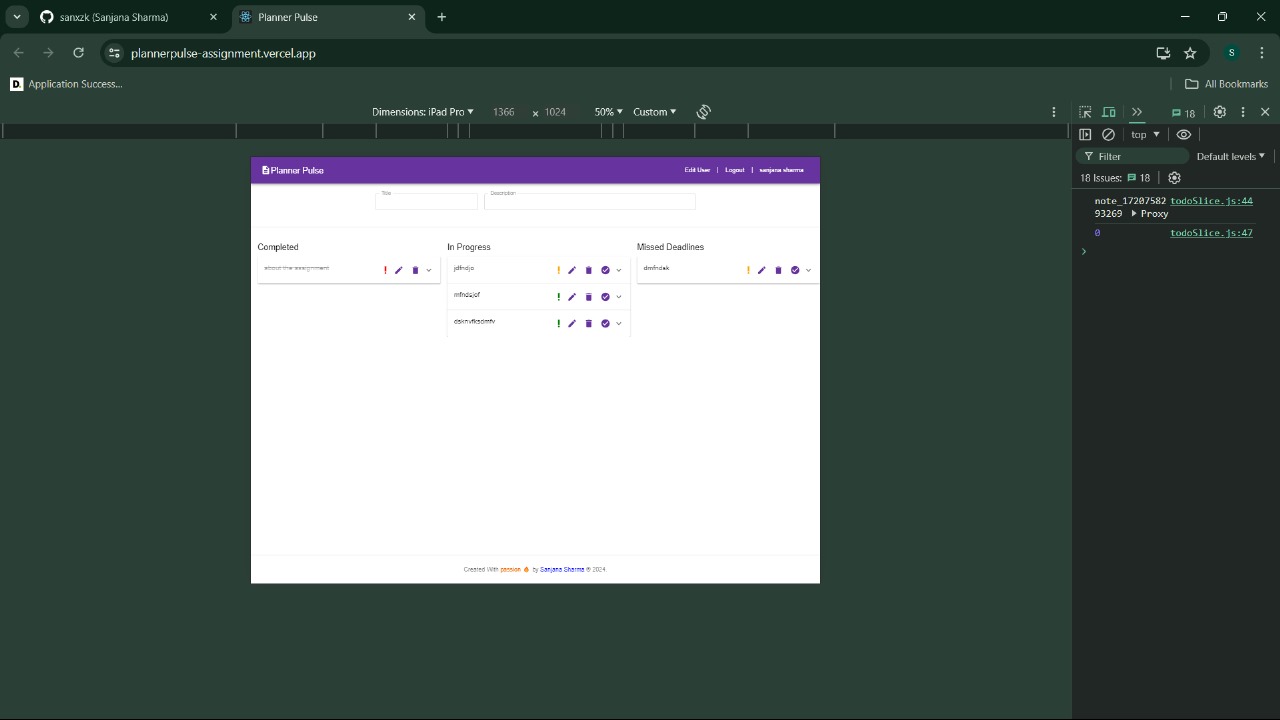 sanxzk (Sanjana Sharma)
Planner Pulse
plannerpulse-assignment.vercel.app
S
D.
Application Success...
All Bookmarks
Dimensions: iPad Pro 1366 × 1024 50% Custom
18
top
Filter
Default levels
18 Issues: 18
note_17207582 todoSlice.js:44
93269 Proxy
0 todoSlice.js:47
Planner Pulse
Edit User | Logout | sanjana sharma
Title
Description
Completed
about the assignment
In Progress
jdfndjd
mfndsjof
dsknvfksdmfv
Missed Deadlines
dmfndsk
Created With passion 🔥 by Sanjana Sharma © 2024.